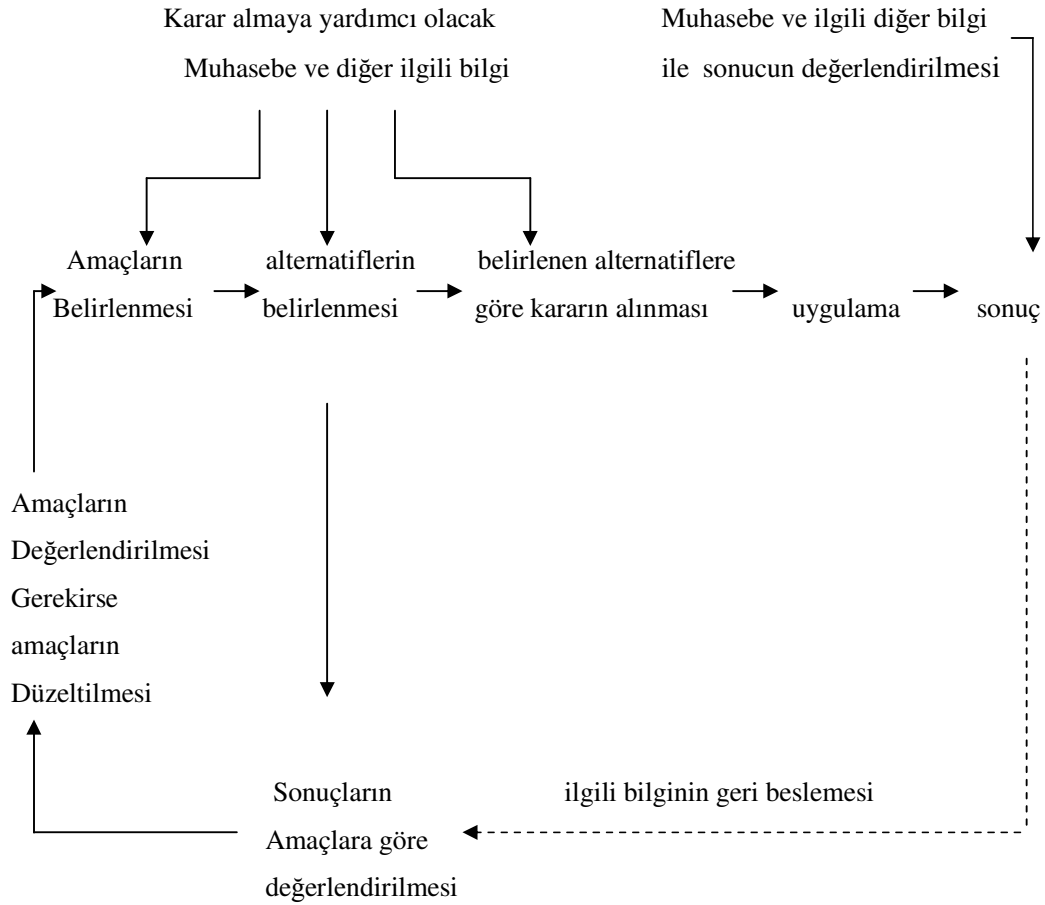 Karar almaya yardımcı olacak
Muhasebe ve diğer ilgili bilgi
Muhasebe ve ilgili diğer bilgi
ile sonucun değerlendirilmesi
Amaçların
Belirlenmesi
alternatiflerin
belirlenmesi
belirlenen alternatiflere
göre kararın alınması
uygulama
sonuç
Amaçların
Değerlendirilmesi
Gerekirse
amaçların
Düzeltilmesi
Sonuçların
Amaçlara göre
değerlendirilmesi
ilgili bilginin geri beslemesi